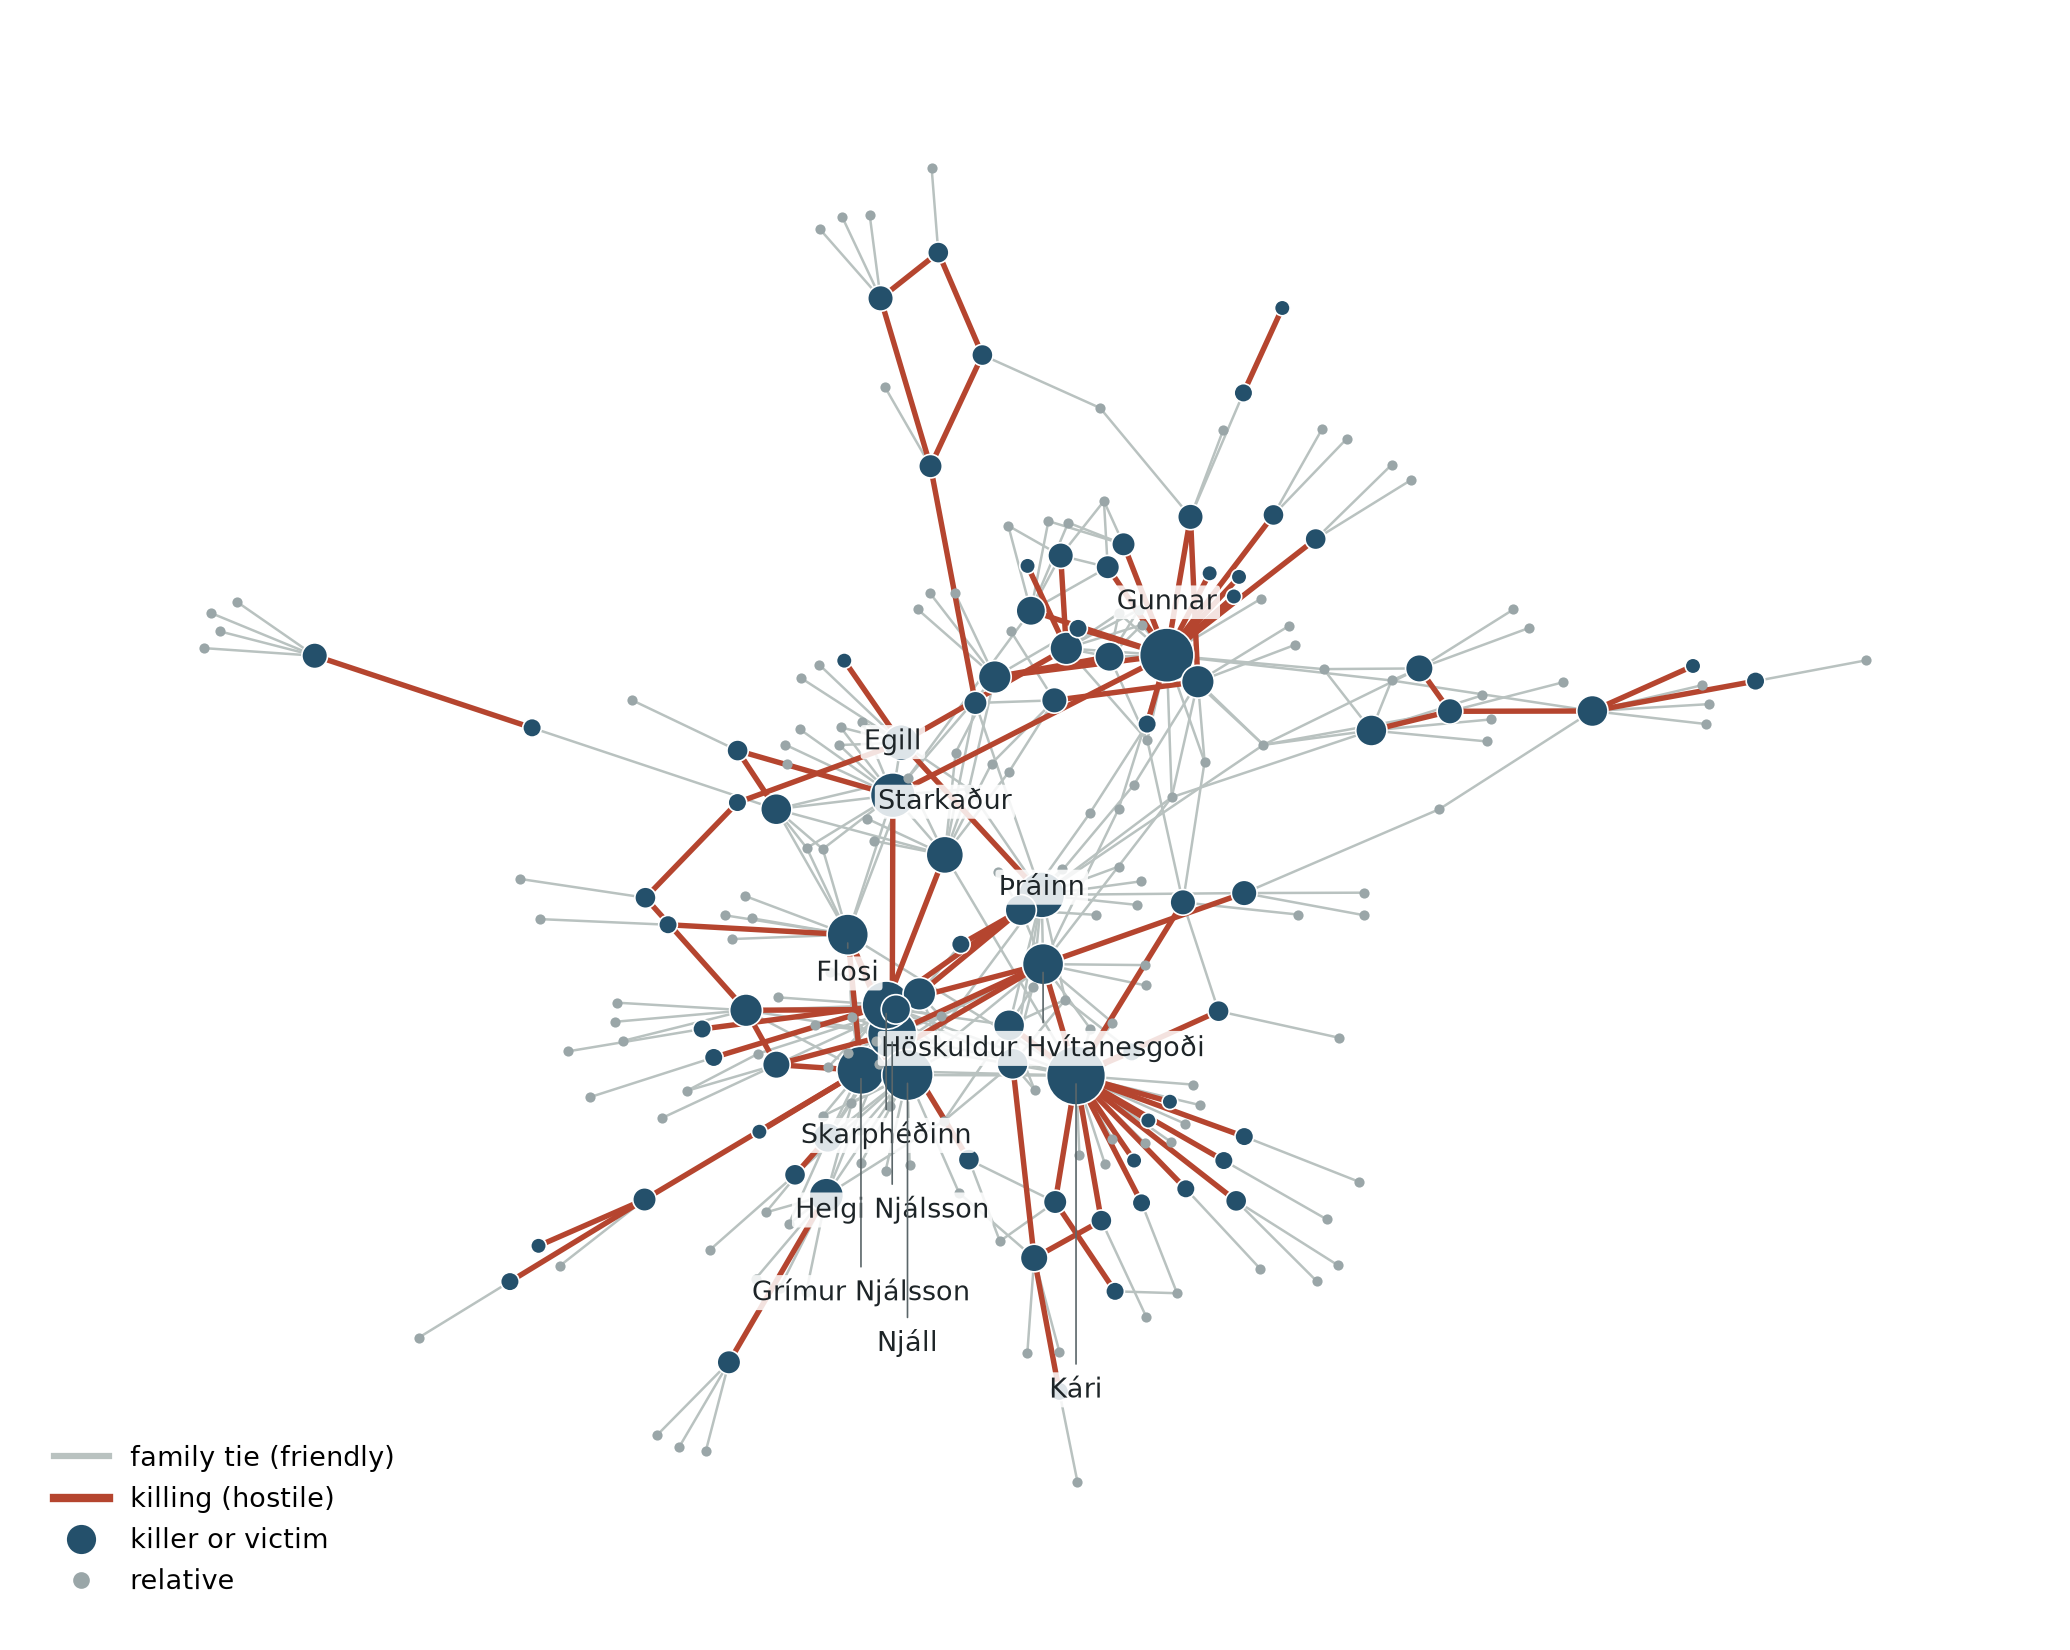 Gunnar
Egill
Starkaður
Þráinn
Flosi
Höskuldur Hvítanesgoði
Skarphéðinn
Helgi Njálsson
Grímur Njálsson
Njáll
Kári
family tie (friendly)
killing (hostile)
killer or victim
relative